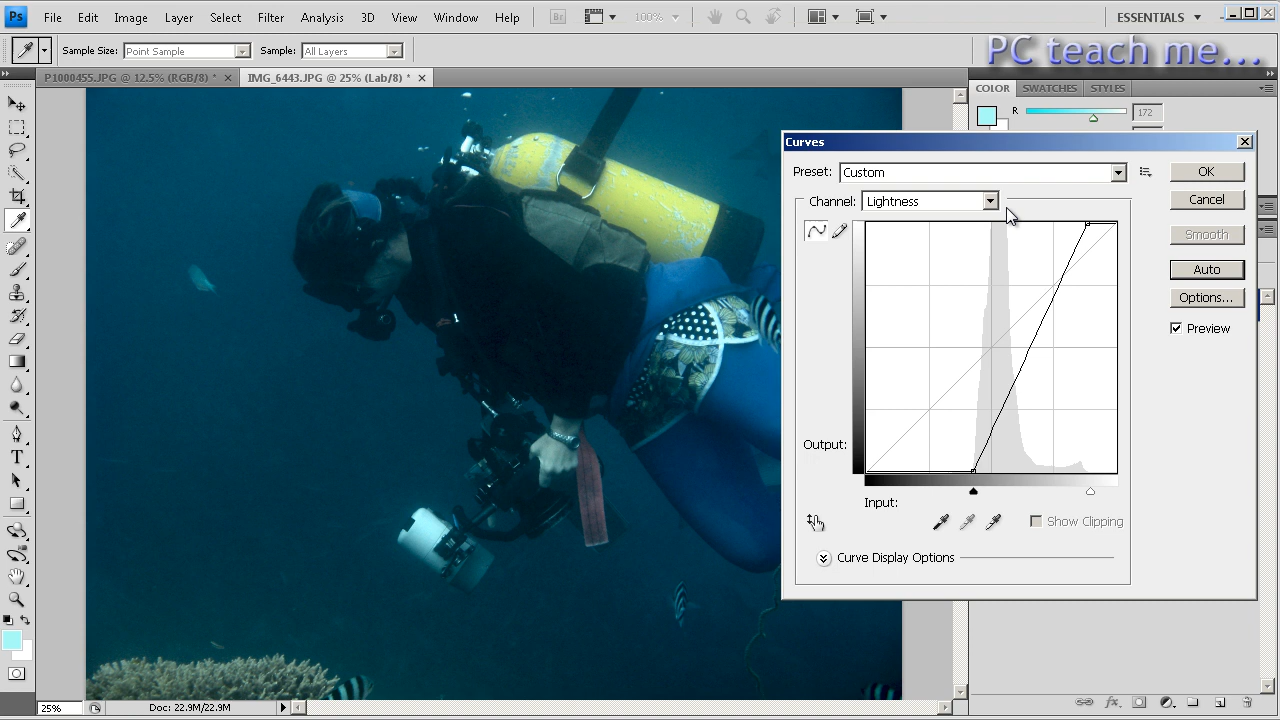 Ps File Edit Image Layer Select Filter Analysis 3D View Window Help Br 100% ESSENTIALS
Sample Size: Point Sample Sample: All Layers
PC teach me...
P1000455.JPG @ 12.5% (RGB/8) * IMG_6443.JPG @ 25% (Lab/8) *
COLOR SWATCHES STYLES
R 172
Curves
Preset: Custom
OK
Channel: Lightness
Cancel
Smooth
Auto
Options...
Preview
Output:
Input:
Show Clipping
Curve Display Options
T
25% Doc: 22.9M/22.9M
fx.